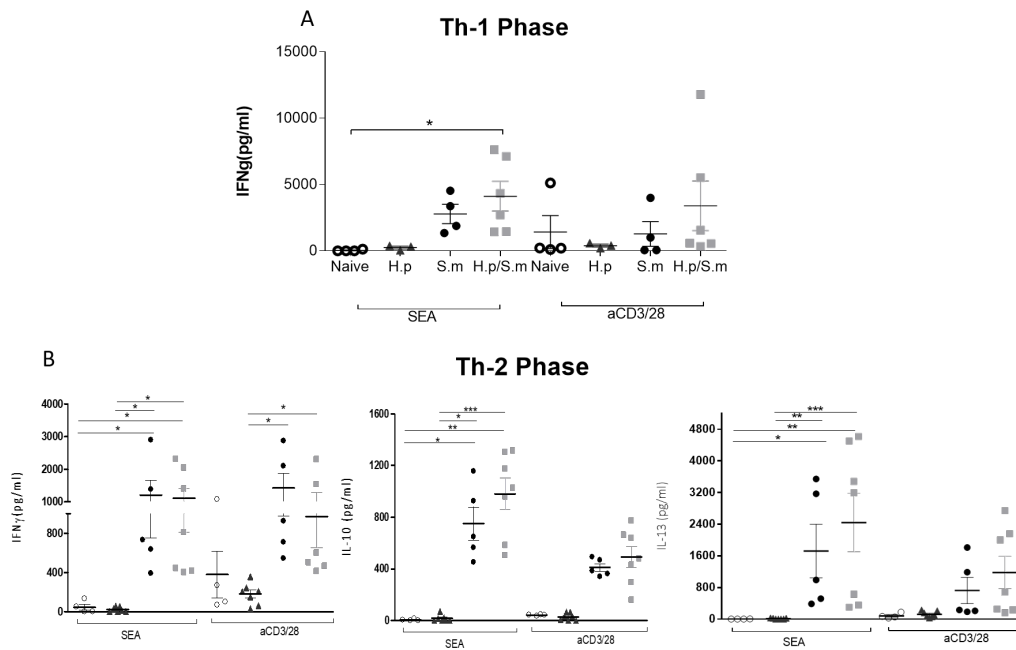 A
Th-1 Phase
IFNg(pg/ml)
15000
10000
5000
0
*
Naive H.p S.m H.p/S.m Naive H.p S.m H.p/S.m
SEA aCD3/28
B
Th-2 Phase
IFNγ (pg/ml)
4000
3000
2000
1000
800
400
0
*
*
*
*
*
*
SEA aCD3/28
IL-10 (pg/ml)
1600
1200
800
400
0
***
*
**
*
SEA aCD3/28
IL-13 (pg/ml)
4800
4000
3200
2400
1600
800
0
***
**
**
*
SEA aCD3/28